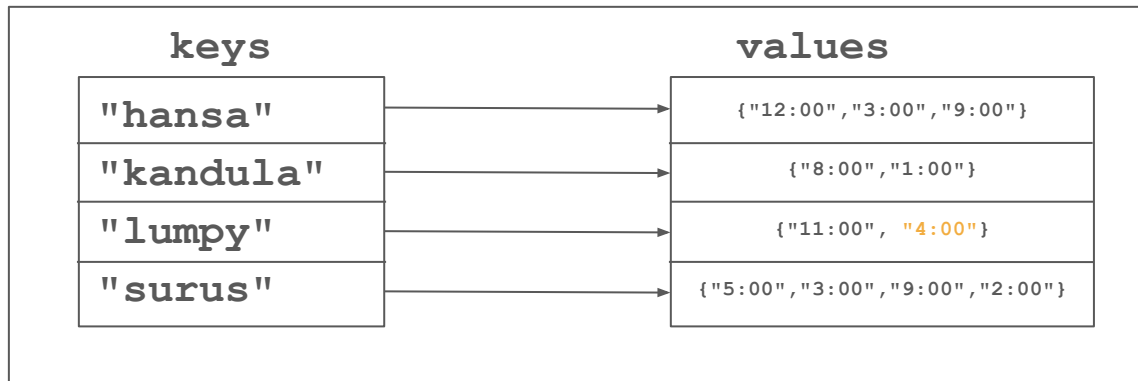 keys values
"hansa" {"12:00","3:00","9:00"}
"kandula" {"8:00","1:00"}
"lumpy" {"11:00", "4:00"}
"surus" {"5:00","3:00","9:00","2:00"}